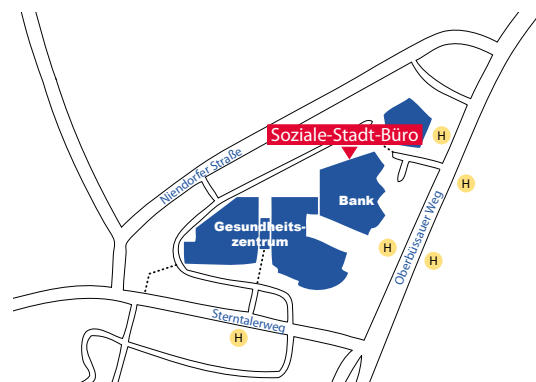 Soziale-Stadt-Büro
H
Niendorfer Straße
H
Bank
Gesundheits-
zentrum
Oberbüssauer Weg
H
H
Sterntalerweg
H